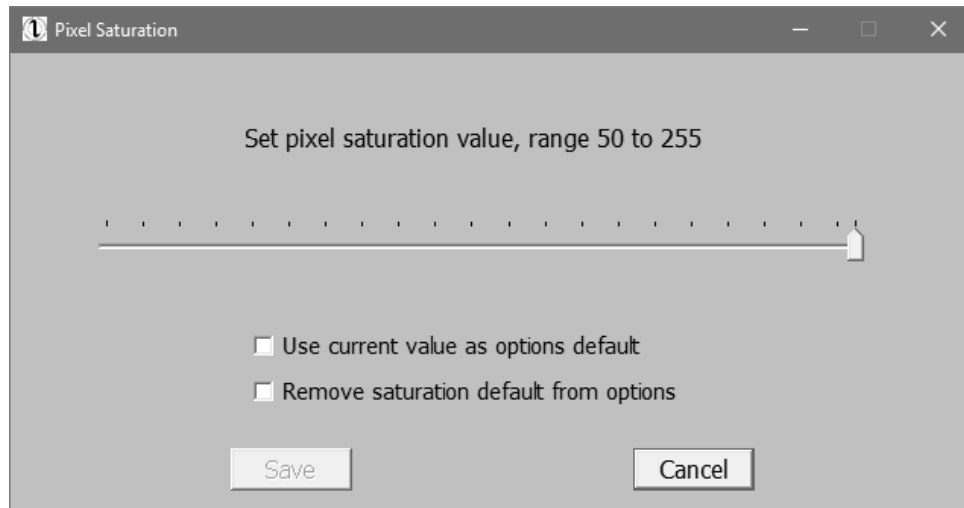 Pixel Saturation
Set pixel saturation value, range 50 to 255
Use current value as options default
Remove saturation default from options
Save
Cancel